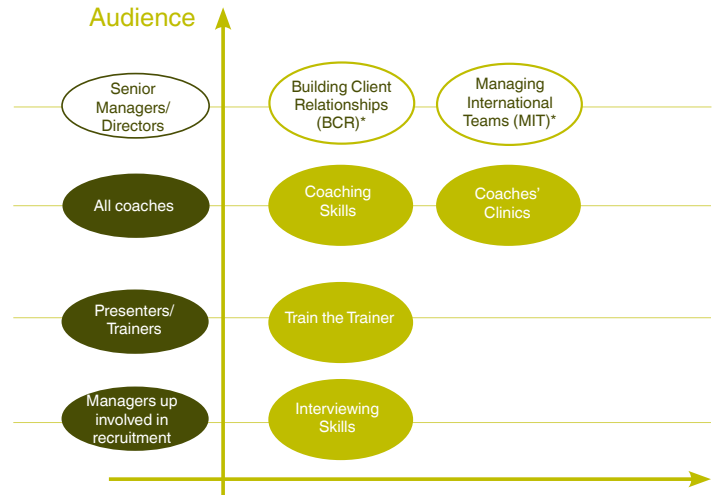 Audience
Senior
Managers/
Directors
Building Client
Relationships
(BCR)*
Managing
International
Teams (MIT)*
All coaches
Coaching
Skills
Coaches'
Clinics
Presenters/
Trainers
Train the Trainer
Managers up
involved in
recruitment
Interviewing
Skills